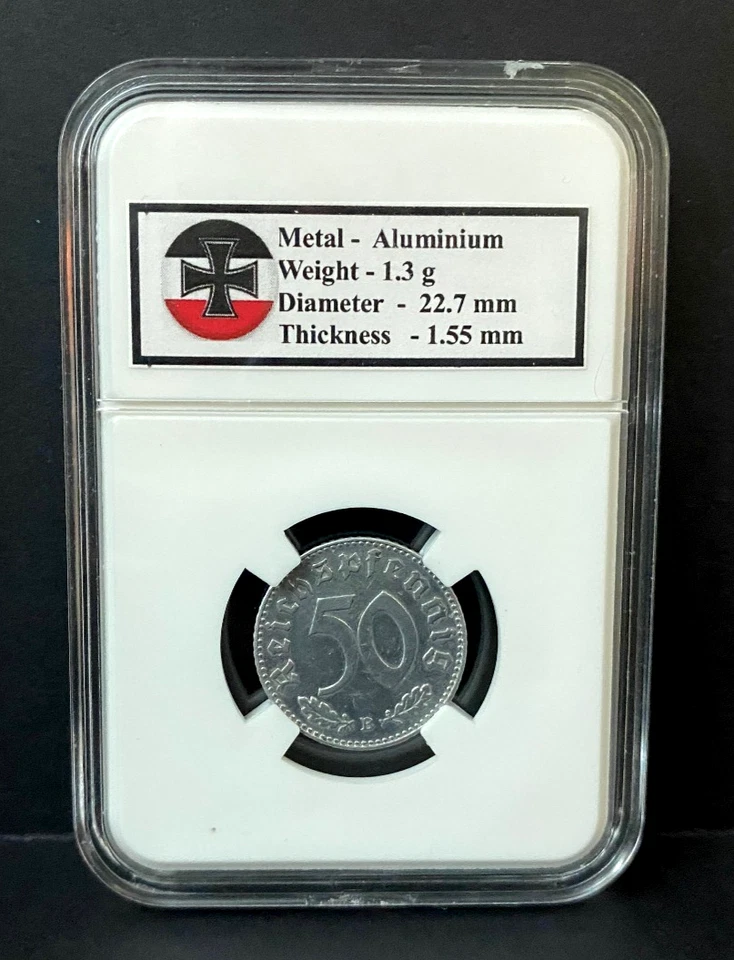 Metal - Aluminium
Weight - 1.3 g
Diameter - 22.7 mm
Thickness - 1.55 mm
Reichspfennig
50
E